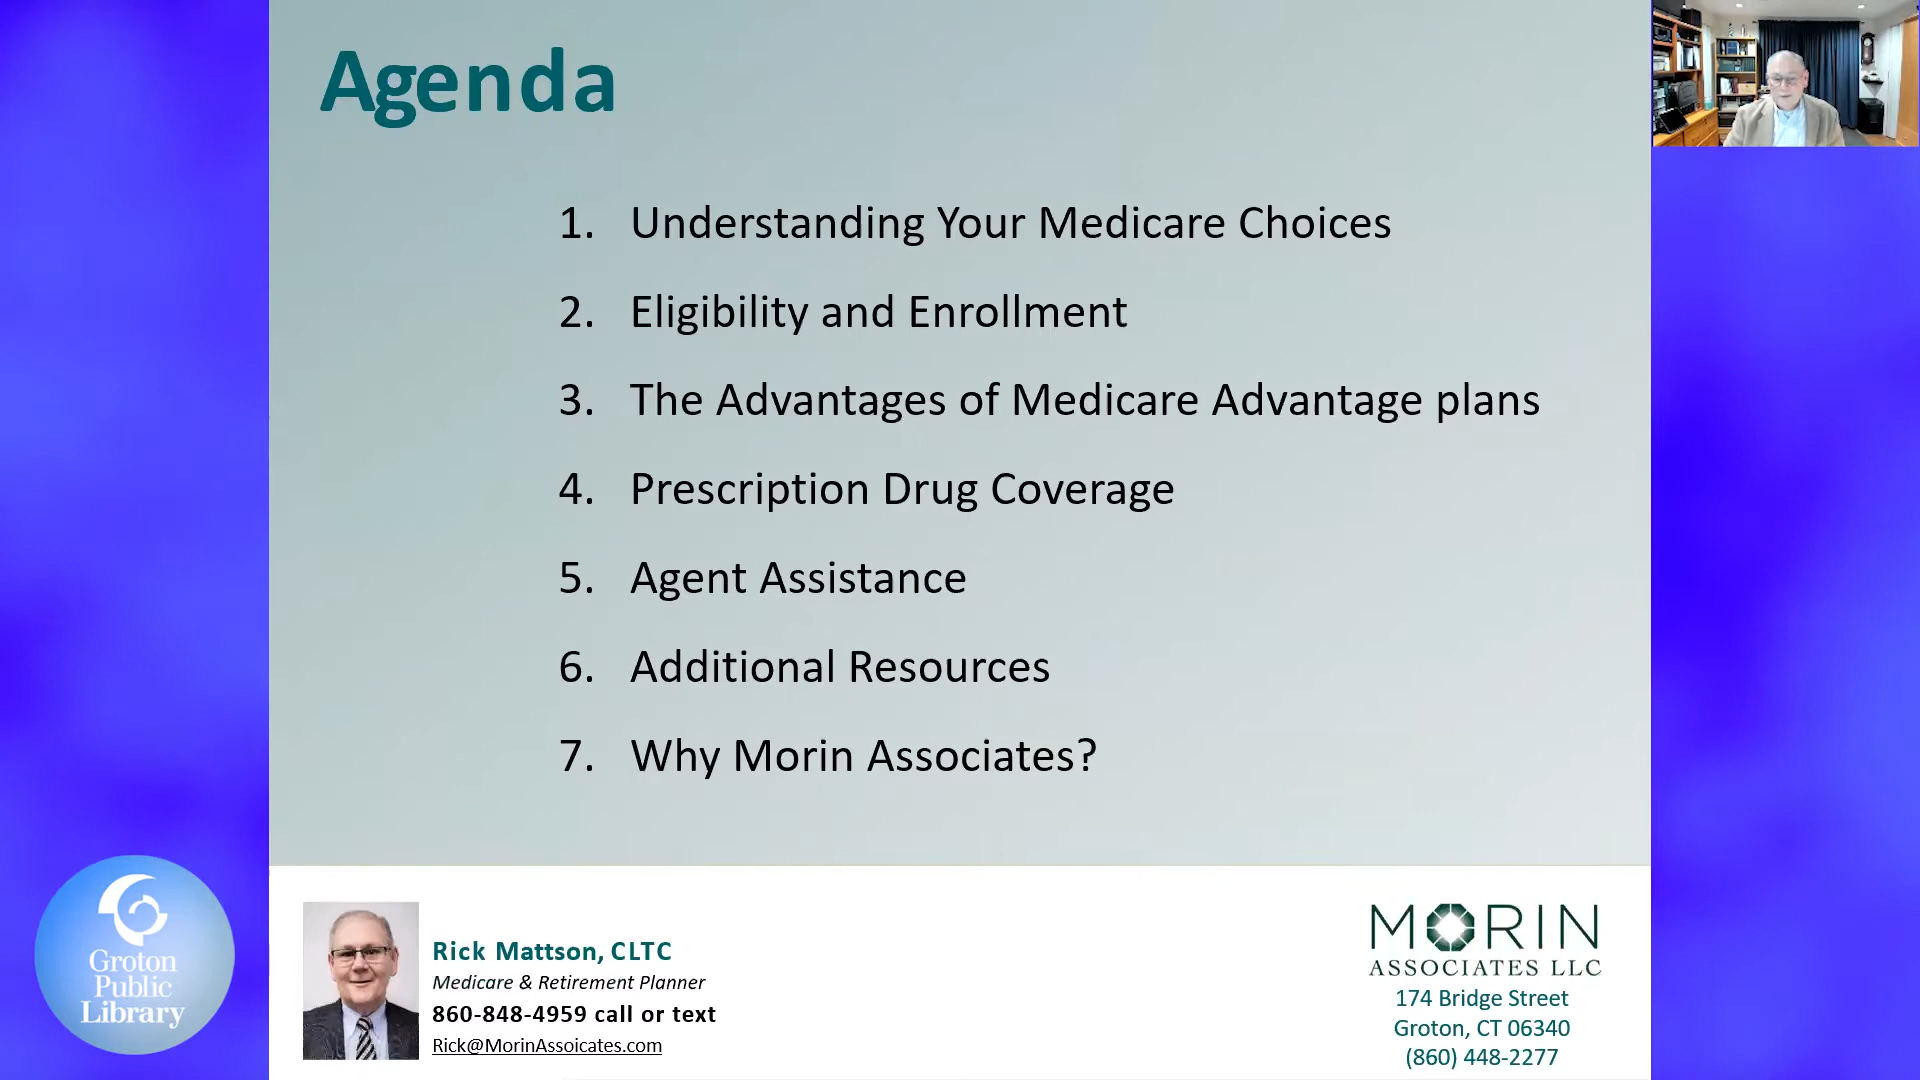 Agenda
1. Understanding Your Medicare Choices
2. Eligibility and Enrollment
3. The Advantages of Medicare Advantage plans
4. Prescription Drug Coverage
5. Agent Assistance
6. Additional Resources
7. Why Morin Associates?
Groton
Public
Library
Rick Mattson, CLTC
Medicare & Retirement Planner
860-848-4959 call or text
Rick@MorinAssoicates.com
MORIN
ASSOCIATES LLC
174 Bridge Street
Groton, CT 06340
(860) 448-2277